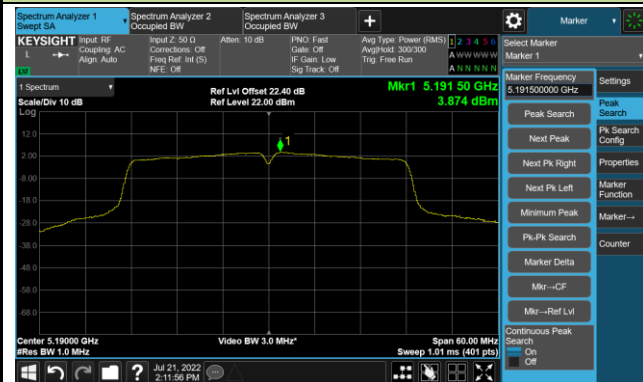 Spectrum Analyzer 1
Swept SA
Spectrum Analyzer 2
Occupied BW
Spectrum Analyzer 3
Occupied BW
+
Marker
KEYSIGHT
L
LXI
Input: RF
Coupling: AC
Align: Auto
Input Z: 50 Ω
Corrections: Off
Freq Ref: Int (S)
NFE: Off
Atten: 10 dB
PNO: Fast
Gate: Off
IF Gain: Low
Sig Track: Off
Avg Type: Power (RMS)
Avg|Hold: 300/300
Trig: Free Run
1 2 3 4 5 6
A W W W W W
A N N N N N
Select Marker
Marker 1
1 Spectrum
Scale/Div 10 dB
Log
Ref Lvl Offset 22.40 dB
Ref Level 22.00 dBm
Mkr1 5.191 50 GHz
3.874 dBm
1
12.0
2.00
-8.00
-18.0
-28.0
-38.0
-48.0
-58.0
-68.0
Center 5.19000 GHz
#Res BW 1.0 MHz
Video BW 3.0 MHz*
Span 60.00 MHz
Sweep 1.01 ms (401 pts)
Marker Frequency
5.191500000 GHz
Peak Search
Next Peak
Next Pk Right
Next Pk Left
Minimum Peak
Pk-Pk Search
Marker Delta
Mkr→CF
Mkr→Ref Lvl
Continuous Peak
Search
On
Off
Settings
Peak
Search
Pk Search
Config
Properties
Marker
Function
Marker→
Counter
?
Jul 21, 2022
2:11:56 PM